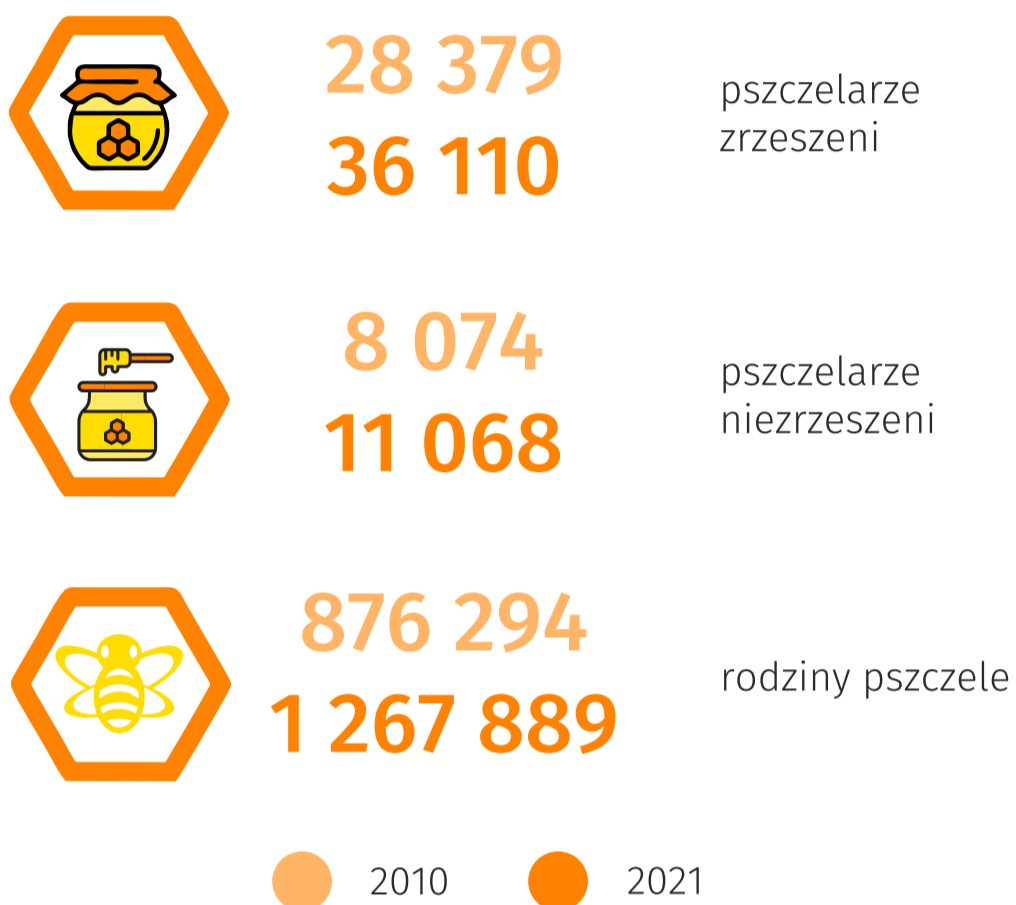 28 379
36 110
pszczelarze
zrzeszeni
8 074
11 068
pszczelarze
niezrzeszeni
876 294
1 267 889
rodziny pszczele
2010
2021